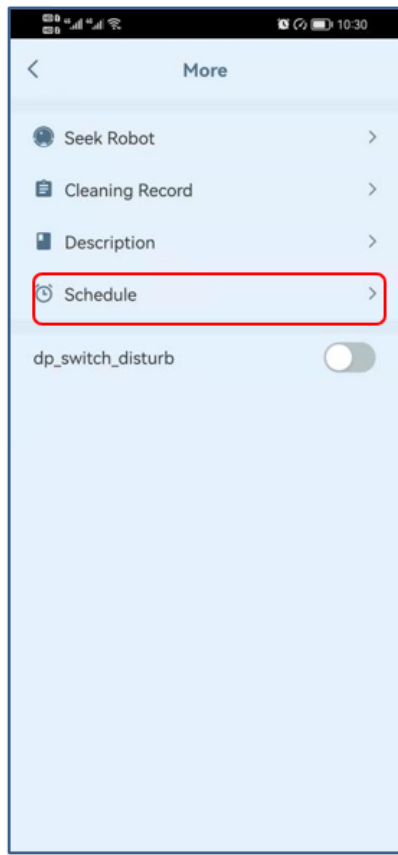 10:30
More
Seek Robot
Cleaning Record
Description
Schedule
dp_switch_disturb